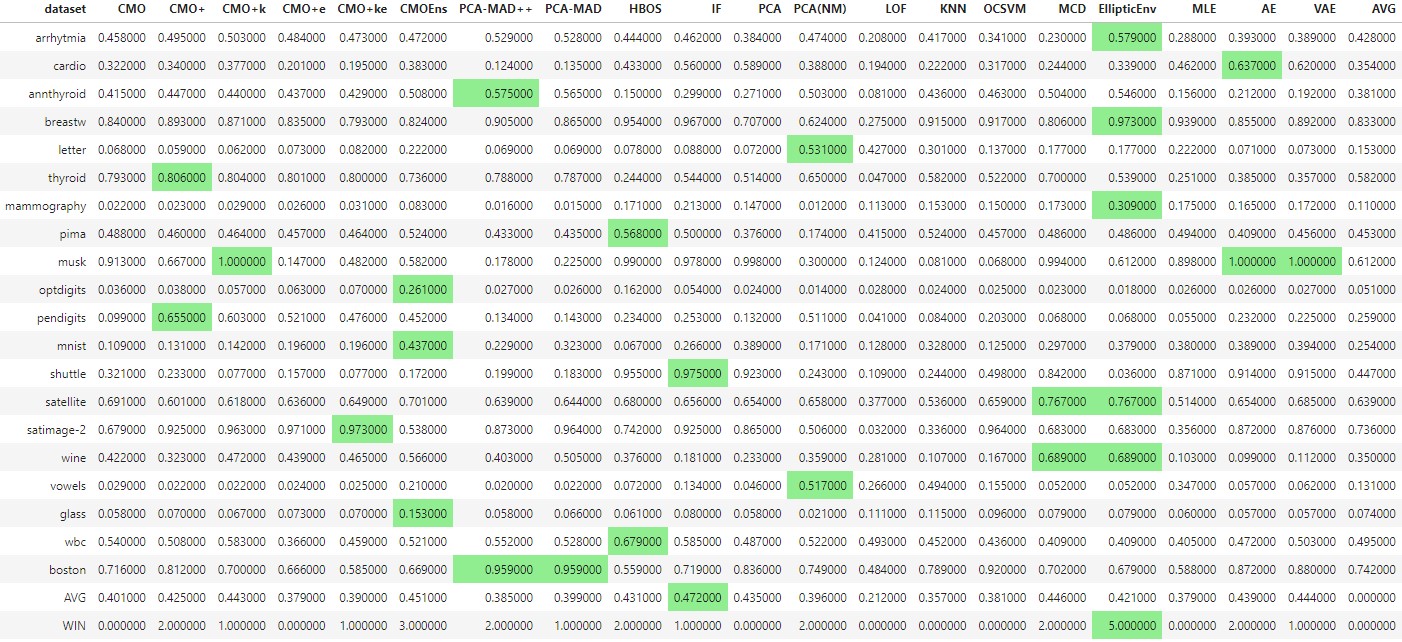 dataset CMO CMO+ CMO+k CMO+e CMO+ke CMOEns PCA-MAD++ PCA-MAD HBOS IF PCA PCA(NM) LOF KNN OCSVM MCD EllipticEnv MLE AE VAE AVG
arrhytmia 0.458000 0.495000 0.503000 0.484000 0.473000 0.472000 0.529000 0.528000 0.444000 0.462000 0.384000 0.474000 0.208000 0.417000 0.341000 0.230000 0.579000 0.288000 0.393000 0.389000 0.428000
cardio 0.322000 0.340000 0.377000 0.201000 0.195000 0.383000 0.124000 0.135000 0.433000 0.560000 0.589000 0.388000 0.194000 0.222000 0.317000 0.244000 0.339000 0.462000 0.637000 0.620000 0.354000
annthyroid 0.415000 0.447000 0.440000 0.437000 0.429000 0.508000 0.575000 0.565000 0.150000 0.299000 0.271000 0.503000 0.081000 0.436000 0.463000 0.504000 0.546000 0.156000 0.212000 0.192000 0.381000
breastw 0.840000 0.893000 0.871000 0.835000 0.793000 0.824000 0.905000 0.865000 0.954000 0.967000 0.707000 0.624000 0.275000 0.915000 0.917000 0.806000 0.973000 0.939000 0.855000 0.892000 0.833000
letter 0.068000 0.059000 0.062000 0.073000 0.082000 0.222000 0.069000 0.069000 0.078000 0.088000 0.072000 0.531000 0.427000 0.301000 0.137000 0.177000 0.177000 0.222000 0.071000 0.073000 0.153000
thyroid 0.793000 0.806000 0.804000 0.801000 0.800000 0.736000 0.788000 0.787000 0.244000 0.544000 0.514000 0.650000 0.047000 0.582000 0.522000 0.700000 0.539000 0.251000 0.385000 0.357000 0.582000
mammography 0.022000 0.023000 0.029000 0.026000 0.031000 0.083000 0.016000 0.015000 0.171000 0.213000 0.147000 0.012000 0.113000 0.153000 0.150000 0.173000 0.309000 0.175000 0.165000 0.172000 0.110000
pima 0.488000 0.460000 0.464000 0.457000 0.464000 0.524000 0.433000 0.435000 0.568000 0.500000 0.376000 0.174000 0.415000 0.524000 0.457000 0.486000 0.486000 0.494000 0.409000 0.456000 0.453000
musk 0.913000 0.667000 1.000000 0.147000 0.482000 0.582000 0.178000 0.225000 0.990000 0.978000 0.998000 0.300000 0.124000 0.081000 0.068000 0.994000 0.612000 0.898000 1.000000 1.000000 0.612000
optdigits 0.036000 0.038000 0.057000 0.063000 0.070000 0.261000 0.027000 0.026000 0.162000 0.054000 0.024000 0.014000 0.028000 0.024000 0.025000 0.023000 0.018000 0.026000 0.026000 0.027000 0.051000
pendigits 0.099000 0.655000 0.603000 0.521000 0.476000 0.452000 0.134000 0.143000 0.234000 0.253000 0.132000 0.511000 0.041000 0.084000 0.203000 0.068000 0.068000 0.055000 0.232000 0.225000 0.259000
mnist 0.109000 0.131000 0.142000 0.196000 0.196000 0.437000 0.229000 0.323000 0.067000 0.266000 0.389000 0.171000 0.128000 0.328000 0.125000 0.297000 0.379000 0.380000 0.389000 0.394000 0.254000
shuttle 0.321000 0.233000 0.077000 0.157000 0.077000 0.172000 0.199000 0.183000 0.955000 0.975000 0.923000 0.243000 0.109000 0.244000 0.498000 0.842000 0.036000 0.871000 0.914000 0.915000 0.447000
satellite 0.691000 0.601000 0.618000 0.636000 0.649000 0.701000 0.639000 0.644000 0.680000 0.656000 0.654000 0.658000 0.377000 0.536000 0.659000 0.767000 0.767000 0.514000 0.654000 0.685000 0.639000
satimage-2 0.679000 0.925000 0.963000 0.971000 0.973000 0.538000 0.873000 0.964000 0.742000 0.925000 0.865000 0.506000 0.032000 0.336000 0.964000 0.683000 0.683000 0.356000 0.872000 0.876000 0.736000
wine 0.422000 0.323000 0.472000 0.439000 0.465000 0.566000 0.403000 0.505000 0.376000 0.181000 0.233000 0.359000 0.281000 0.107000 0.167000 0.689000 0.689000 0.103000 0.099000 0.112000 0.350000
vowels 0.029000 0.022000 0.022000 0.024000 0.025000 0.210000 0.020000 0.022000 0.072000 0.134000 0.046000 0.517000 0.266000 0.494000 0.155000 0.052000 0.052000 0.347000 0.057000 0.062000 0.131000
glass 0.058000 0.070000 0.067000 0.073000 0.070000 0.153000 0.058000 0.066000 0.061000 0.080000 0.058000 0.021000 0.111000 0.115000 0.096000 0.079000 0.079000 0.060000 0.057000 0.057000 0.074000
wbc 0.540000 0.508000 0.583000 0.366000 0.459000 0.521000 0.552000 0.528000 0.679000 0.585000 0.487000 0.522000 0.493000 0.452000 0.436000 0.409000 0.409000 0.405000 0.472000 0.503000 0.495000
boston 0.716000 0.812000 0.700000 0.666000 0.585000 0.669000 0.959000 0.959000 0.559000 0.719000 0.836000 0.749000 0.484000 0.789000 0.920000 0.702000 0.679000 0.588000 0.872000 0.880000 0.742000
AVG 0.401000 0.425000 0.443000 0.379000 0.390000 0.451000 0.385000 0.399000 0.431000 0.472000 0.435000 0.396000 0.212000 0.357000 0.381000 0.446000 0.421000 0.379000 0.439000 0.444000 0.000000
WIN 0.000000 2.000000 1.000000 0.000000 1.000000 3.000000 2.000000 1.000000 2.000000 1.000000 0.000000 2.000000 0.000000 0.000000 0.000000 2.000000 5.000000 0.000000 2.000000 1.000000 0.000000